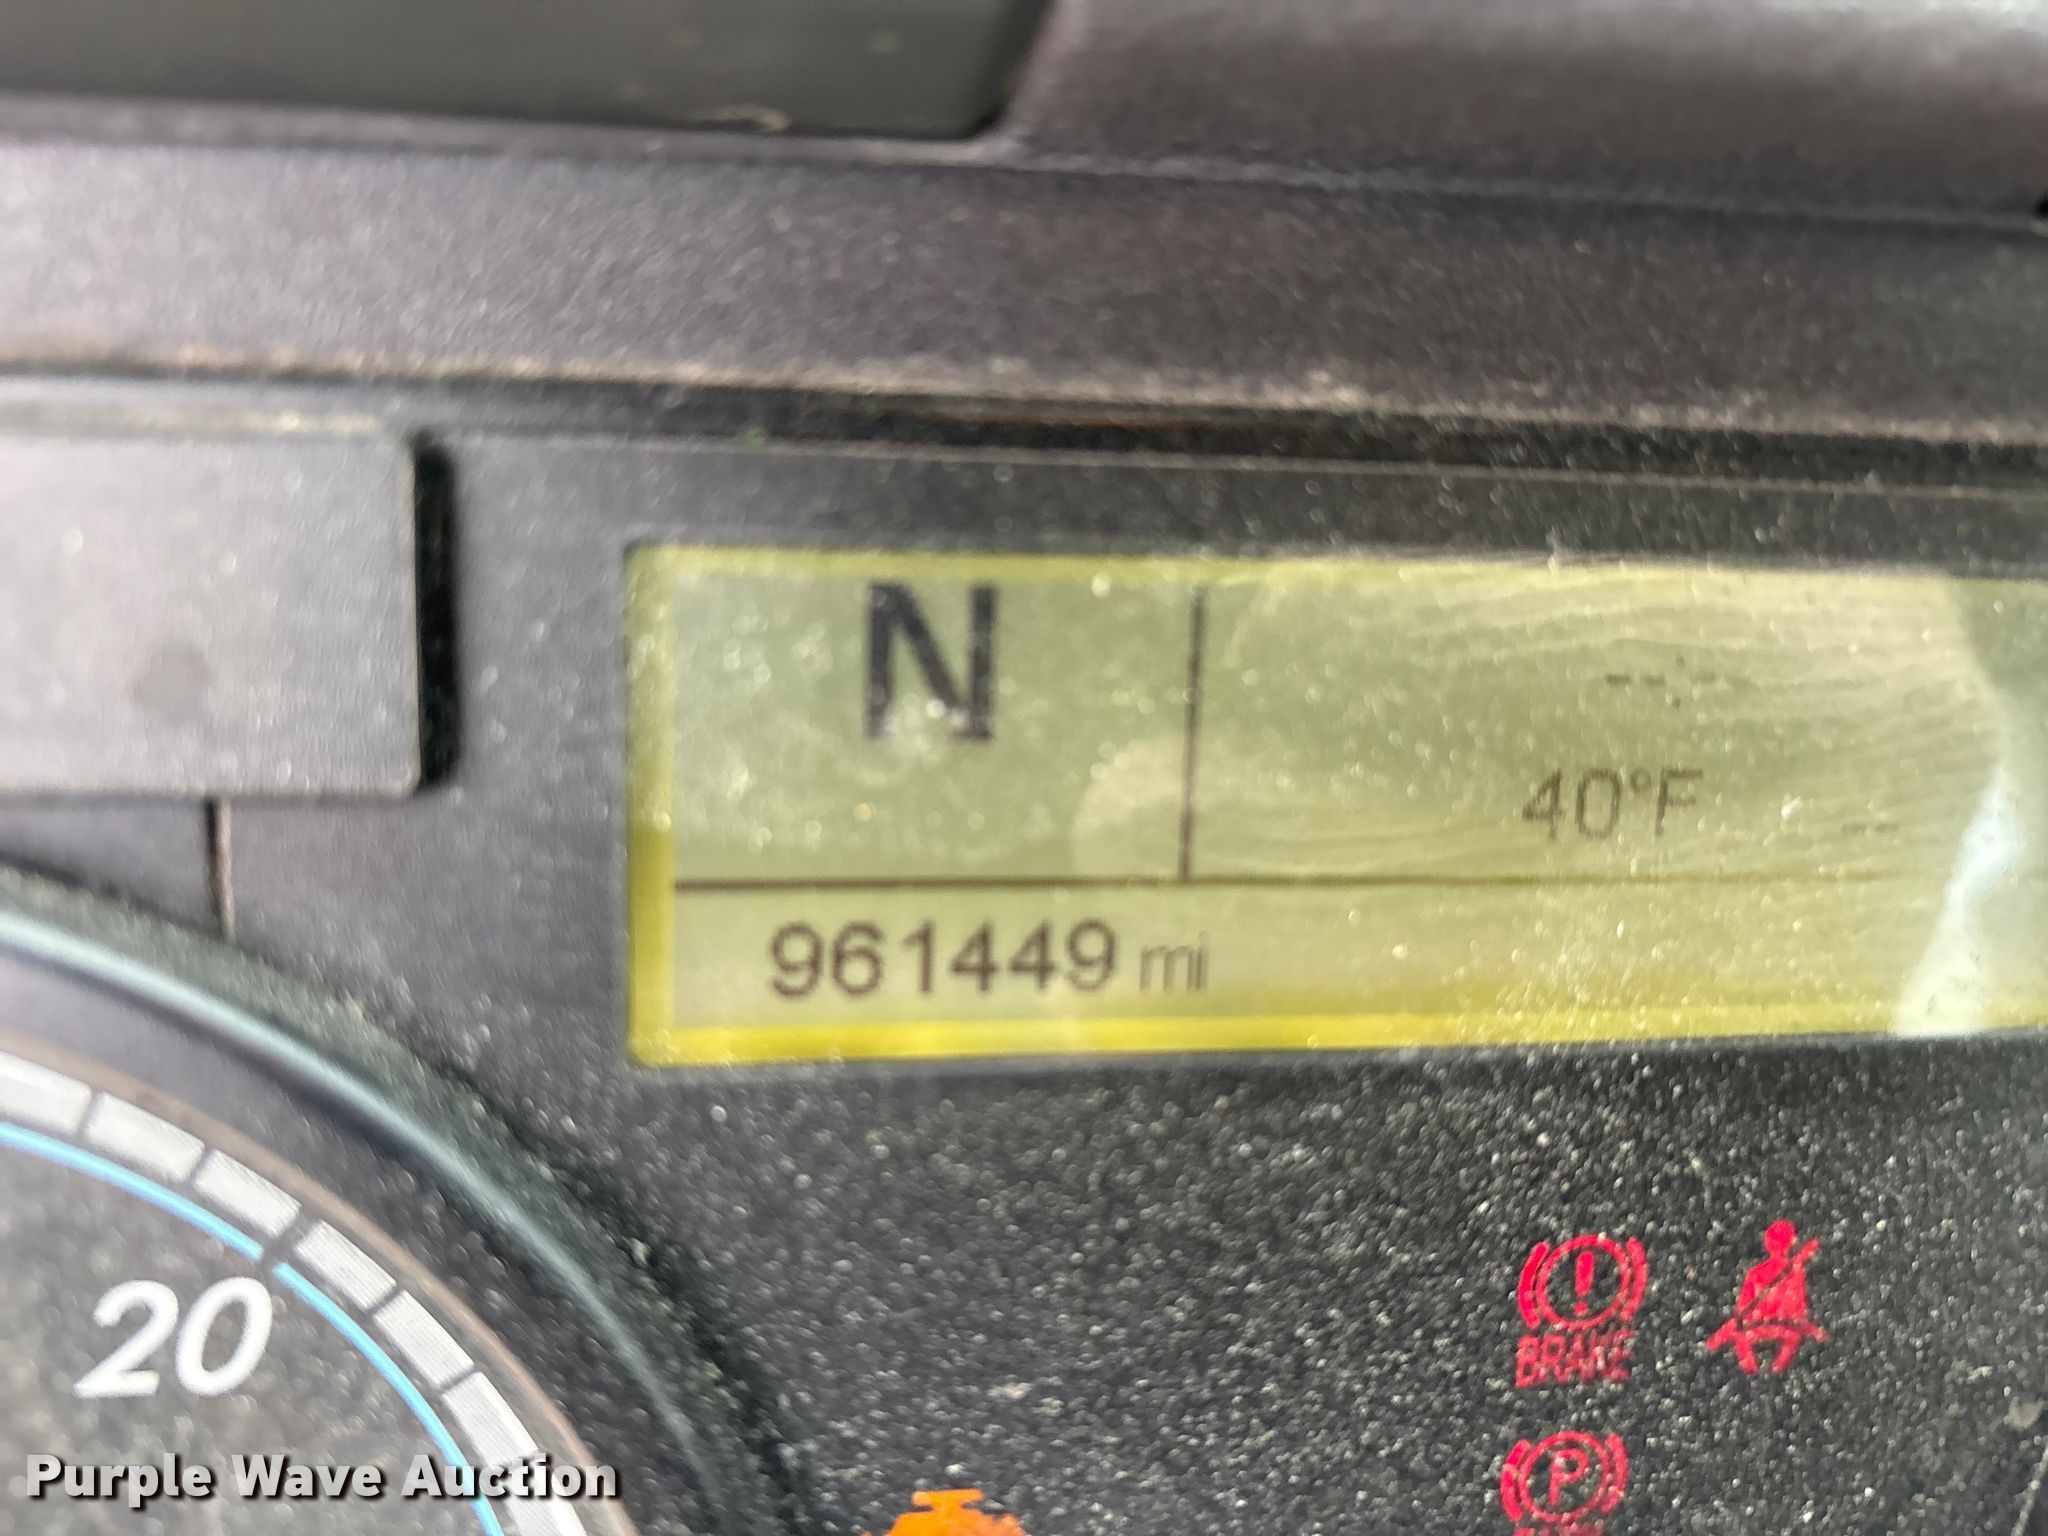 N
--.-
40°F
--
961449 mi
20
BRAKE
P
Purple Wave Auction